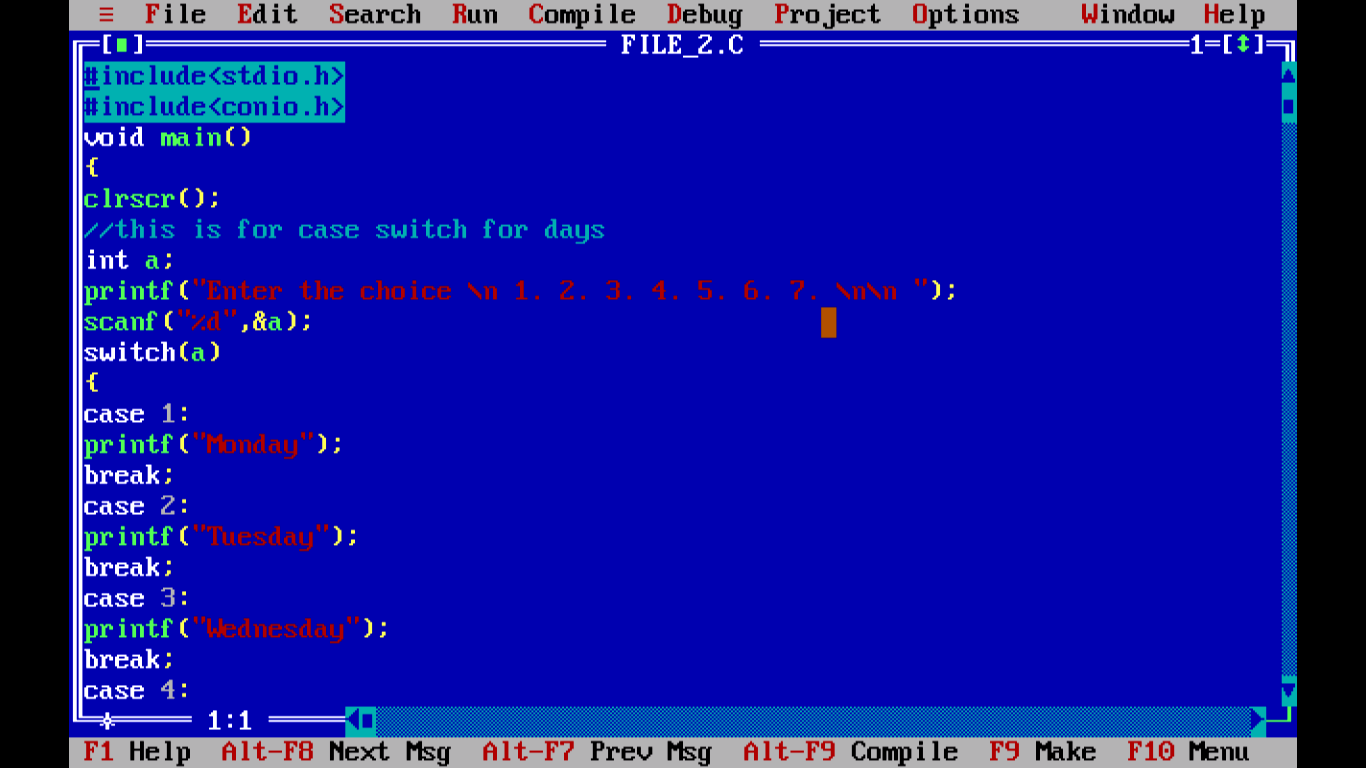 ≡ File Edit Search Run Compile Debug Project Options Window Help
[■] FILE_2.C 1=[↕]
#include<stdio.h>
#include<conio.h>
void main()
{
clrscr();
//this is for case switch for days
int a;
printf("Enter the choice \n 1. 2. 3. 4. 5. 6. 7. \n\n ");
scanf("%d",&a);
switch(a)
{
case 1:
printf("Monday");
break;
case 2:
printf("Tuesday");
break;
case 3:
printf("Wednesday");
break;
case 4:
1:1
F1 Help Alt-F8 Next Msg Alt-F7 Prev Msg Alt-F9 Compile F9 Make F10 Menu